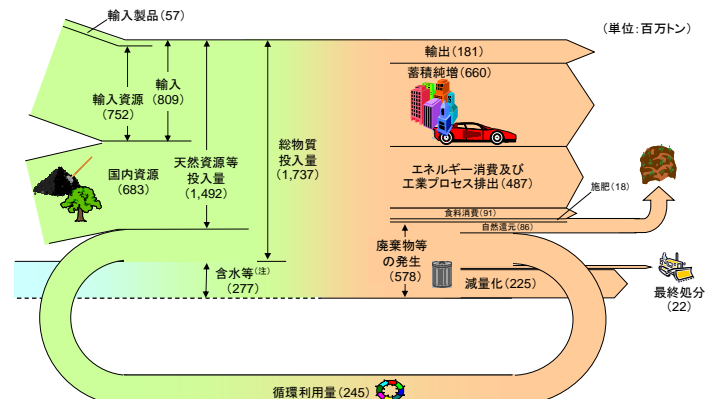 輸入製品(57)
(単位:百万トン)
輸入資源
(752)
輸入
(809)
国内資源
(683)
天然資源等
投入量
(1,492)
総物質
投入量
(1,737)
含水等(注)
(277)
輸出(181)
蓄積純増(660)
エネルギー消費及び
工業プロセス排出(487)
食料消費(91)
施肥(18)
自然還元(86)
廃棄物等
の発生
(578)
減量化(225)
最終処分
(22)
循環利用量(245)